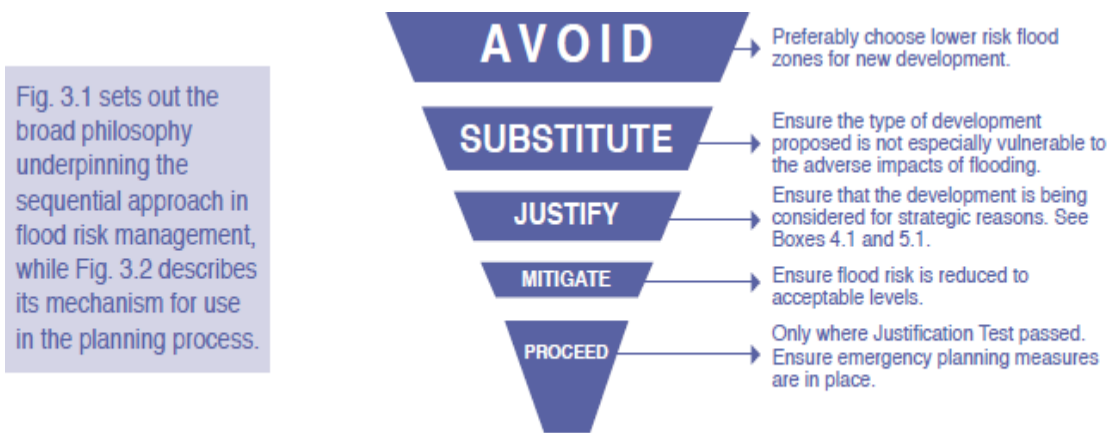 Fig. 3.1 sets out the
broad philosophy
underpinning the
sequential approach in
flood risk management,
while Fig. 3.2 describes
its mechanism for use
in the planning process.
AVOID
Preferably choose lower risk flood
zones for new development.
SUBSTITUTE
Ensure the type of development
proposed is not especially vulnerable to
the adverse impacts of flooding.
JUSTIFY
Ensure that the development is being
considered for strategic reasons. See
Boxes 4.1 and 5.1.
MITIGATE
Ensure flood risk is reduced to
acceptable levels.
PROCEED
Only where Justification Test passed.
Ensure emergency planning measures
are in place.